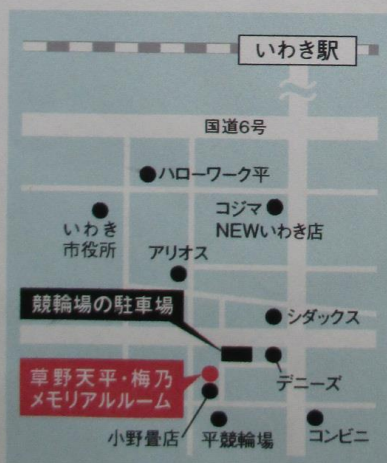 いわき駅
国道6号
ハローワーク平
いわき
市役所
コジマ
NEWいわき店
アリオス
競輪場の駐車場
シダックス
草野天平・梅乃
メモリアルルーム
デニーズ
小野畳店
平競輪場
コンビニ